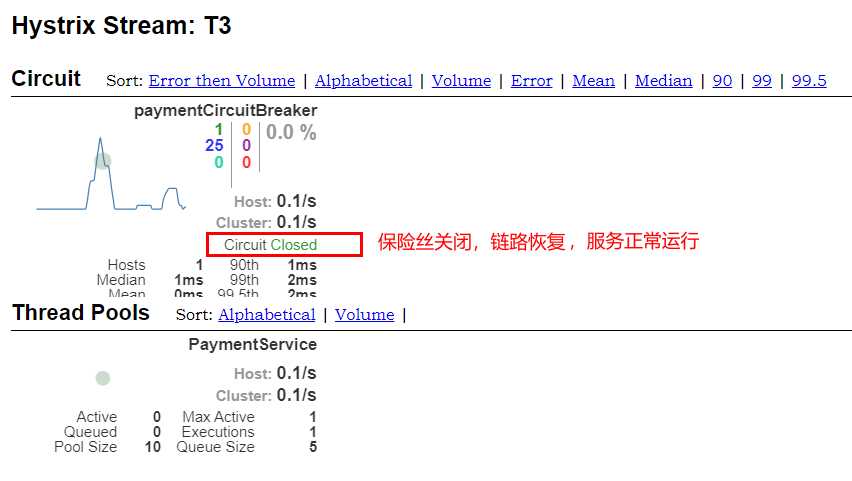 Hystrix Stream: T3
Circuit Sort: Error then Volume | Alphabetical | Volume | Error | Mean | Median | 90 | 99 | 99.5
paymentCircuitBreaker
1 0 0.0 %
25 0
0 0
Host: 0.1/s
Cluster: 0.1/s
Circuit Closed 保险丝关闭，链路恢复，服务正常运行
Hosts 1 90th 1ms
Median 1ms 99th 2ms
Mean 0ms 99.5th 2ms
Thread Pools Sort: Alphabetical | Volume |
PaymentService
Host: 0.1/s
Cluster: 0.1/s
Active 0 Max Active 1
Queued 0 Executions 1
Pool Size 10 Queue Size 5